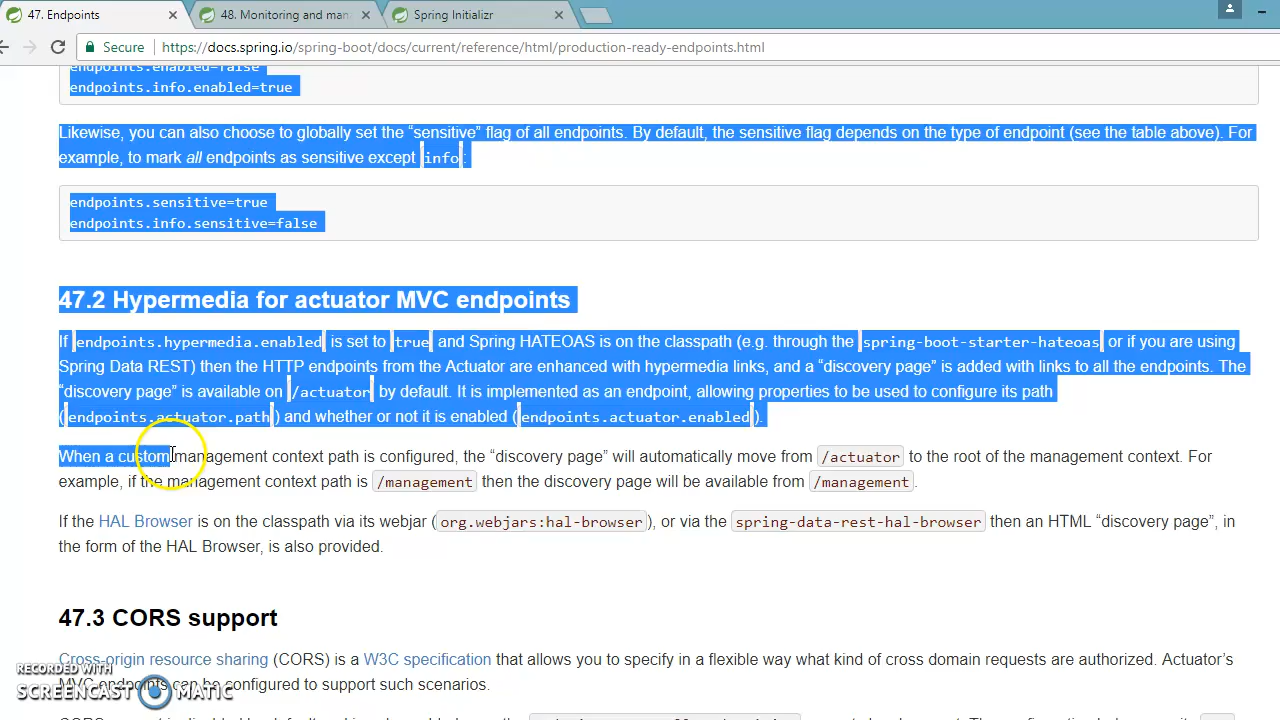 47. Endpoints
48. Monitoring and man
Spring Initializr
Secure
https://docs.spring.io/spring-boot/docs/current/reference/html/production-ready-endpoints.html
endpoints.enabled=false
endpoints.info.enabled=true
Likewise, you can also choose to globally set the “sensitive” flag of all endpoints. By default, the sensitive flag depends on the type of endpoint (see the table above). For
example, to mark all endpoints as sensitive except info:
endpoints.sensitive=true
endpoints.info.sensitive=false
47.2 Hypermedia for actuator MVC endpoints
If endpoints.hypermedia.enabled is set to true and Spring HATEOAS is on the classpath (e.g. through the spring-boot-starter-hateoas or if you are using
Spring Data REST) then the HTTP endpoints from the Actuator are enhanced with hypermedia links, and a “discovery page” is added with links to all the endpoints. The
“discovery page” is available on /actuator by default. It is implemented as an endpoint, allowing properties to be used to configure its path
(endpoints.actuator.path) and whether or not it is enabled (endpoints.actuator.enabled).
When a custom management context path is configured, the “discovery page” will automatically move from /actuator to the root of the management context. For
example, if the management context path is /management then the discovery page will be available from /management.
If the HAL Browser is on the classpath via its webjar (org.webjars:hal-browser), or via the spring-data-rest-hal-browser then an HTML “discovery page”, in
the form of the HAL Browser, is also provided.
47.3 CORS support
Cross-origin resource sharing (CORS) is a W3C specification that allows you to specify in a flexible way what kind of cross domain requests are authorized. Actuator’s
MVC endpoints can be configured to support such scenarios.
RECORDED WITH
SCREENCAST MATIC